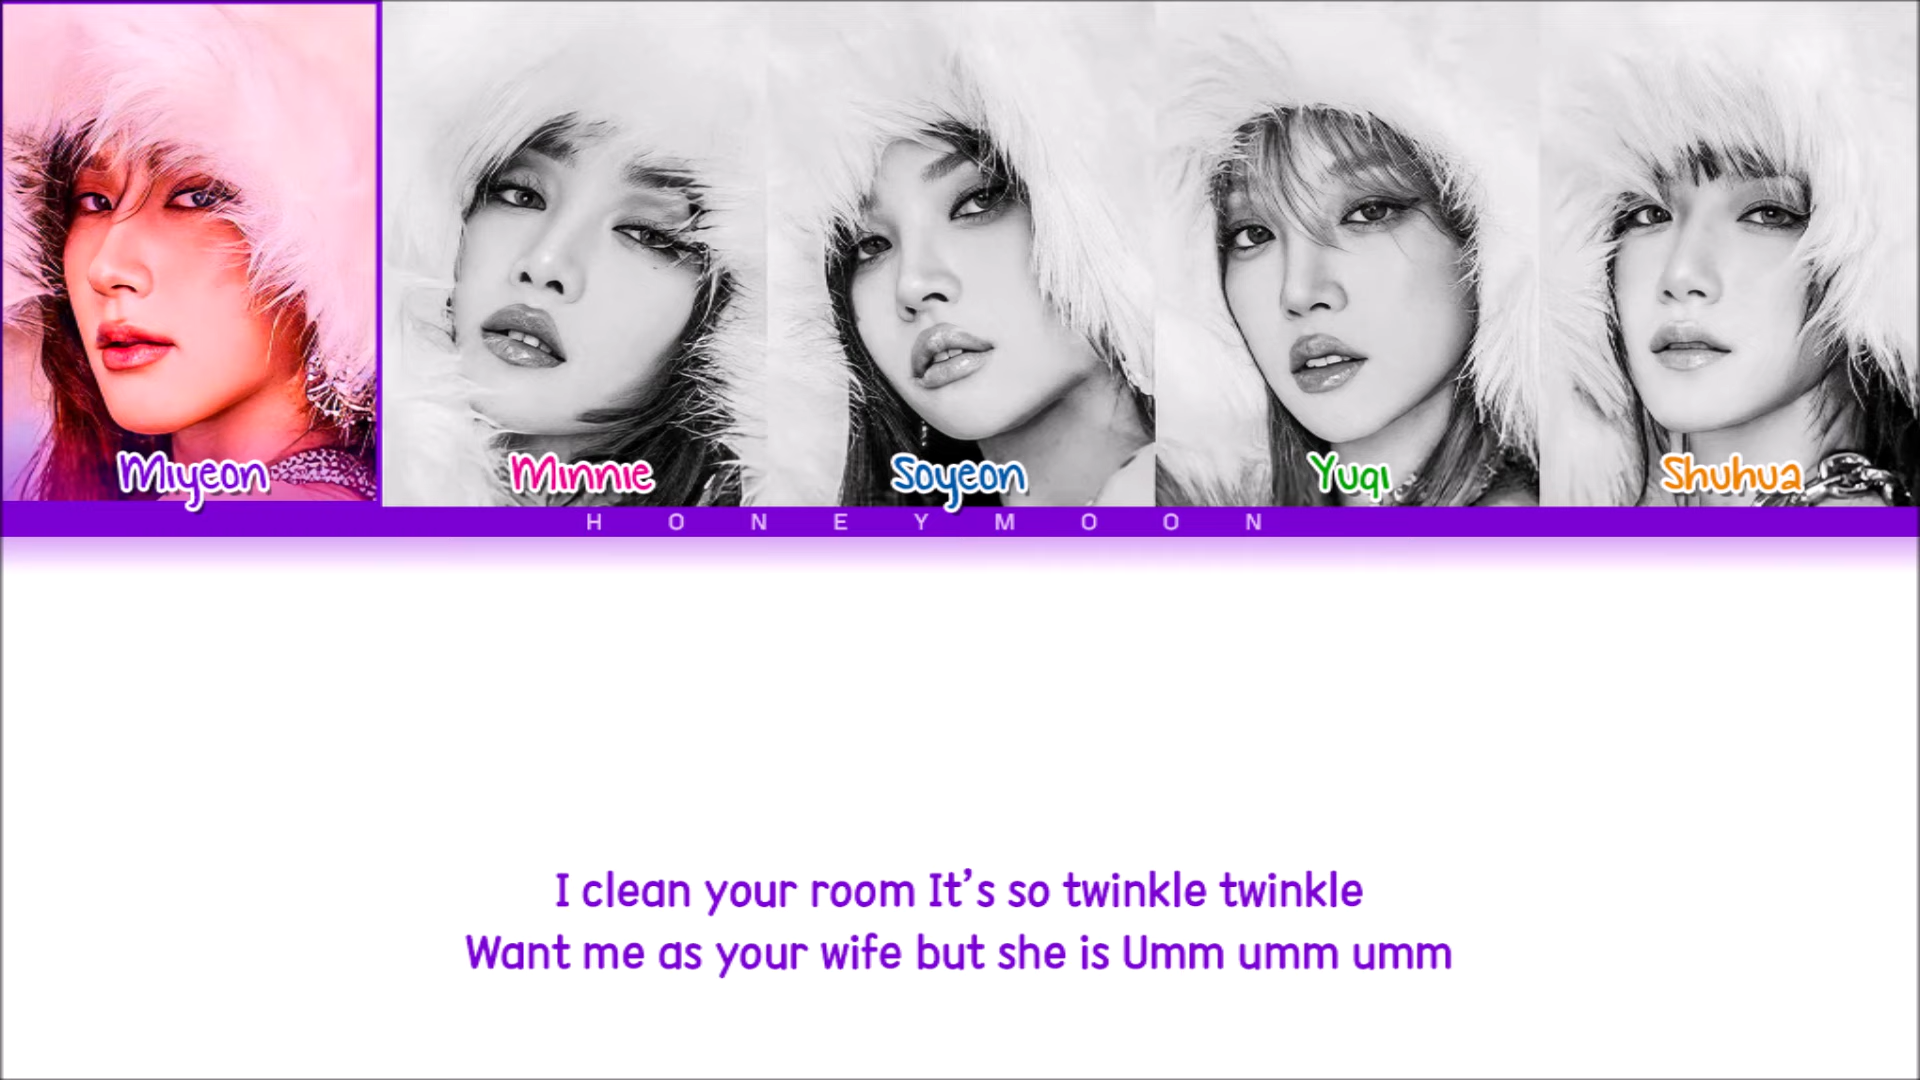 Miyeon Minnie Soyeon Yuqi Shuhua
HONEYMOON
I clean your room It's so twinkle twinkle
Want me as your wife but she is Umm umm umm